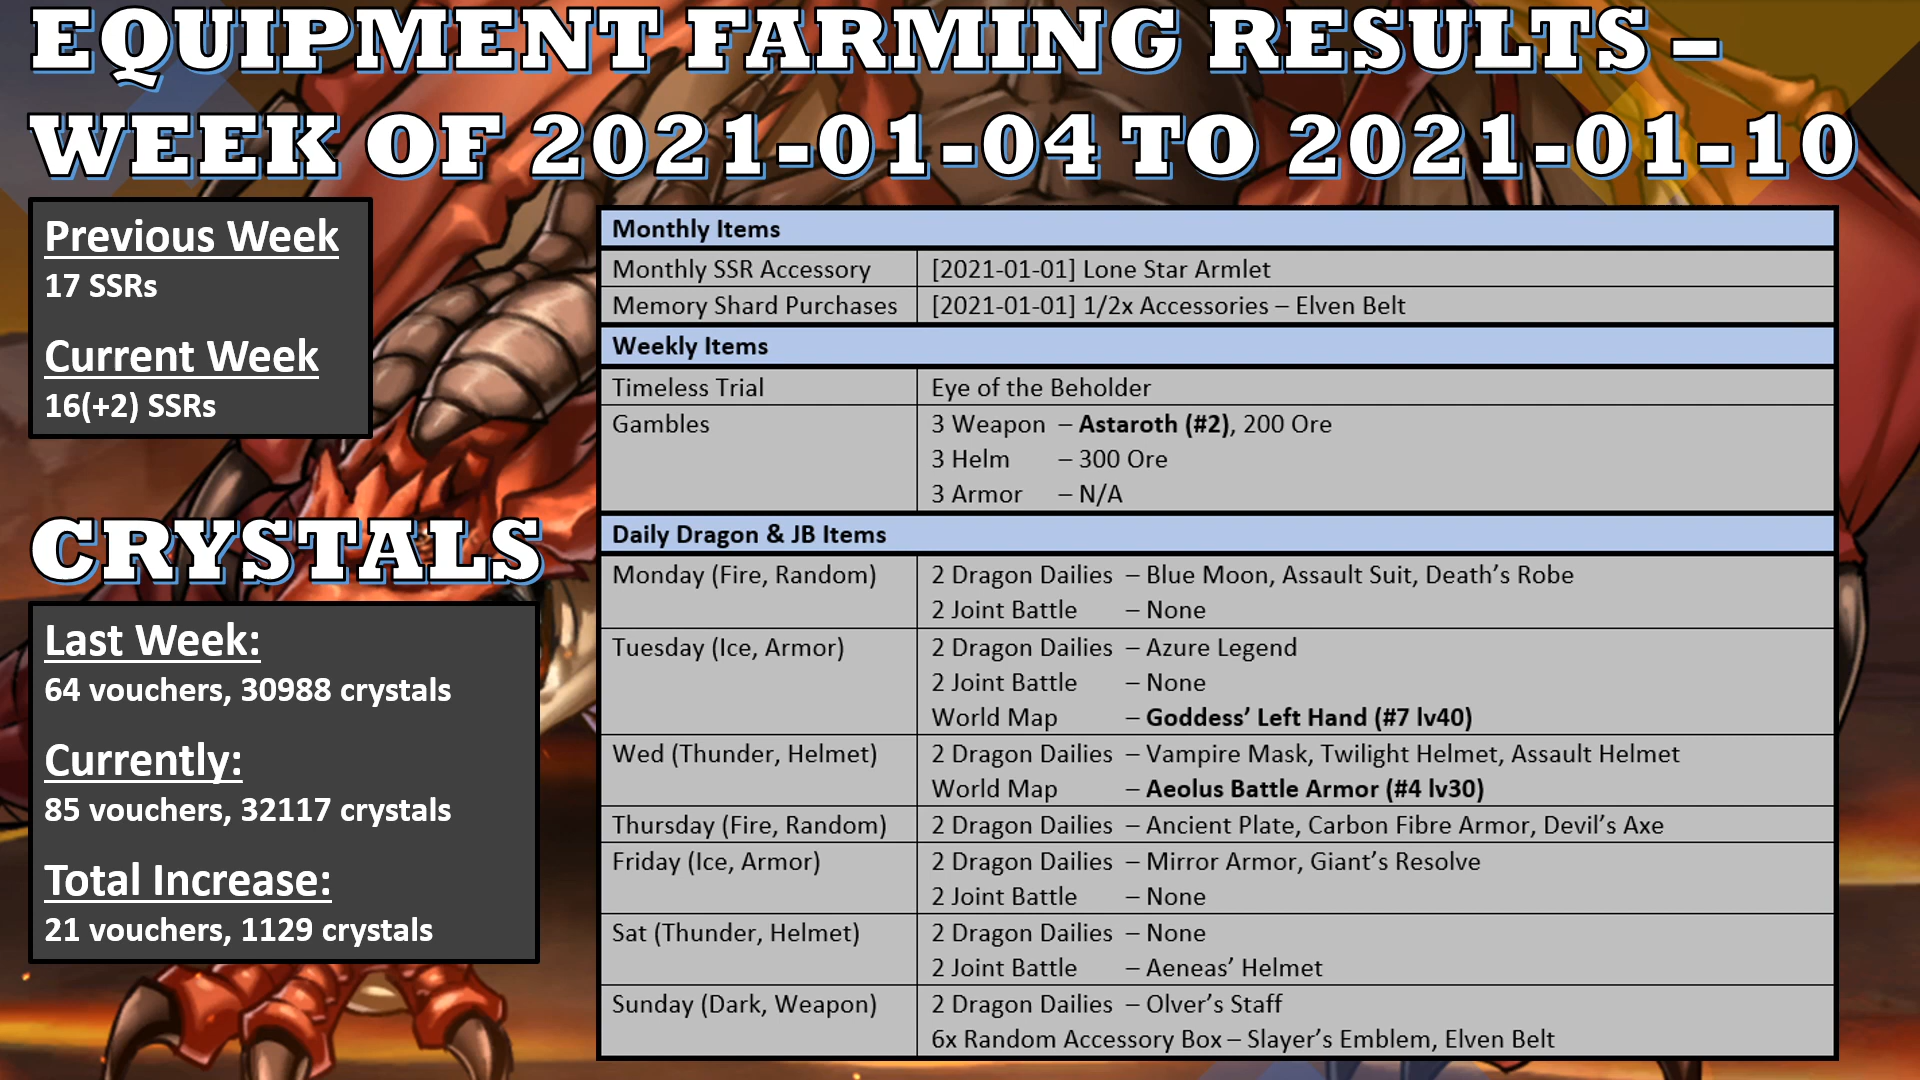 EQUIPMENT FARMING RESULTS –
WEEK OF 2021-01-04 TO 2021-01-10
Previous Week
17 SSRs
Current Week
16(+2) SSRs
CRYSTALS
Last Week:
64 vouchers, 30988 crystals
Currently:
85 vouchers, 32117 crystals
Total Increase:
21 vouchers, 1129 crystals
Monthly Items
Monthly SSR Accessory [2021-01-01] Lone Star Armlet
Memory Shard Purchases [2021-01-01] 1/2x Accessories – Elven Belt
Weekly Items
Timeless Trial Eye of the Beholder
Gambles 3 Weapon – Astaroth (#2), 200 Ore
3 Helm – 300 Ore
3 Armor – N/A
Daily Dragon & JB Items
Monday (Fire, Random) 2 Dragon Dailies – Blue Moon, Assault Suit, Death’s Robe
2 Joint Battle – None
Tuesday (Ice, Armor) 2 Dragon Dailies – Azure Legend
2 Joint Battle – None
World Map – Goddess’ Left Hand (#7 lv40)
Wed (Thunder, Helmet) 2 Dragon Dailies – Vampire Mask, Twilight Helmet, Assault Helmet
World Map – Aeolus Battle Armor (#4 lv30)
Thursday (Fire, Random) 2 Dragon Dailies – Ancient Plate, Carbon Fibre Armor, Devil’s Axe
Friday (Ice, Armor) 2 Dragon Dailies – Mirror Armor, Giant’s Resolve
2 Joint Battle – None
Sat (Thunder, Helmet) 2 Dragon Dailies – None
2 Joint Battle – Aeneas’ Helmet
Sunday (Dark, Weapon) 2 Dragon Dailies – Olver’s Staff
6x Random Accessory Box – Slayer’s Emblem, Elven Belt